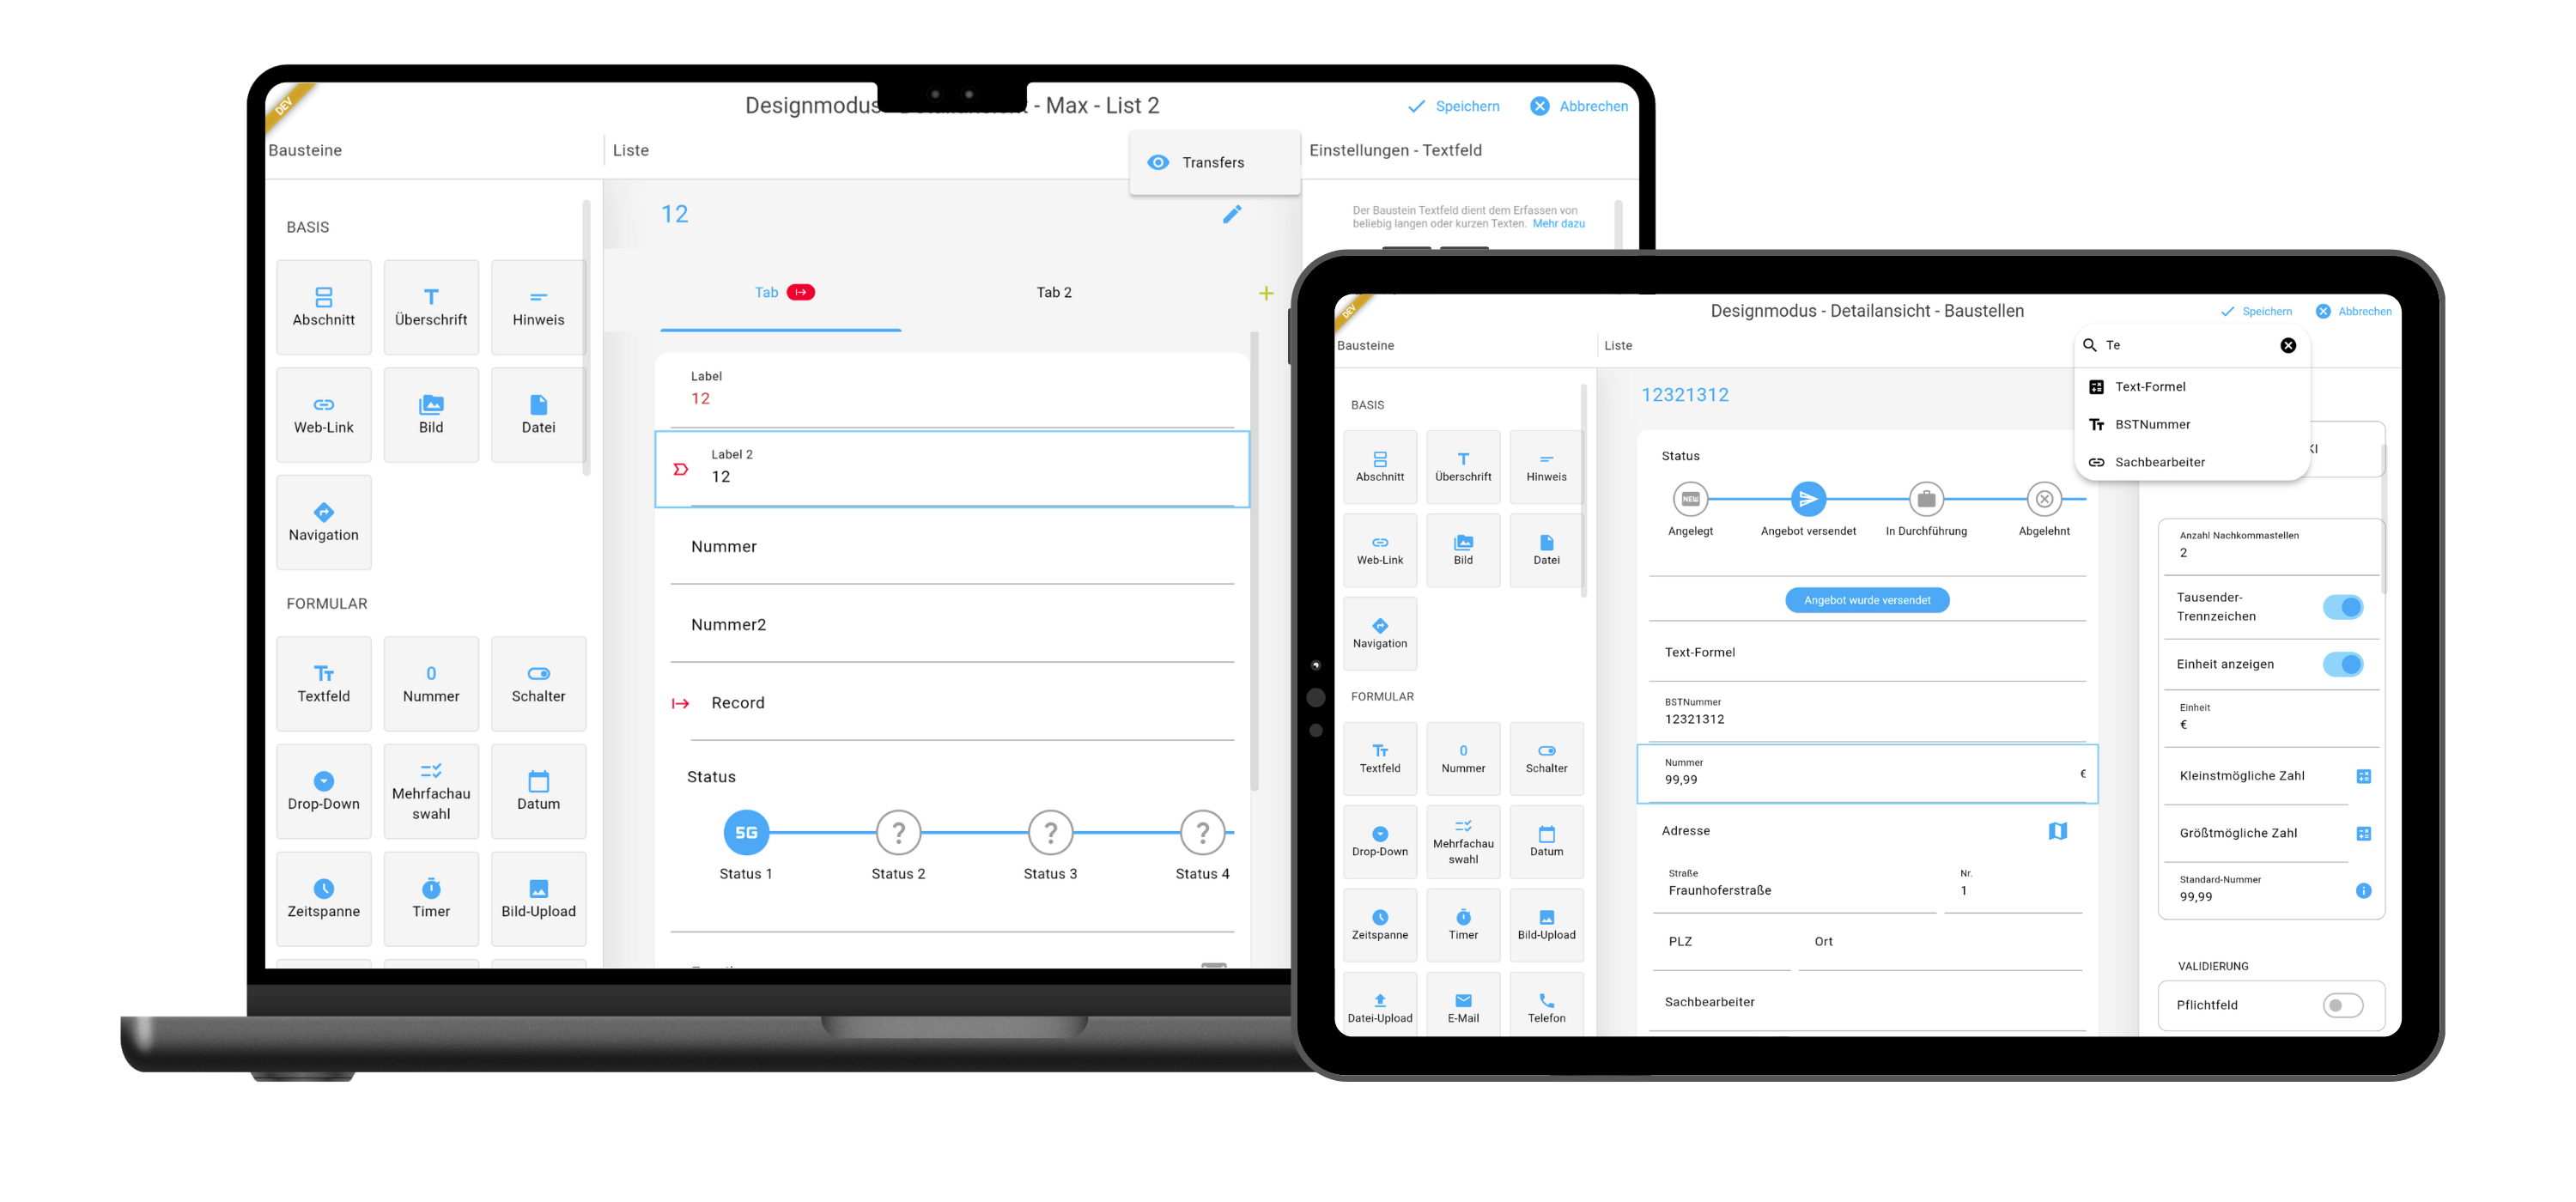 DEV
Designmodus
- Max - List 2
Speichern
Abbrechen
Bausteine
Liste
Transfers
Einstellungen - Textfeld
BASIS
Abschnitt
Überschrift
Hinweis
Web-Link
Bild
Datei
Navigation
FORMULAR
Textfeld
Nummer
Schalter
Drop-Down
Mehrfachau
swahl
Datum
Zeitspanne
Timer
Bild-Upload
12
Tab
Tab 2
Label
12
Label 2
12
Nummer
Nummer2
Record
Status
5G
?
?
?
Status 1
Status 2
Status 3
Status 4
Der Baustein Textfeld dient dem Erfassen von
beliebig langen oder kurzen Texten. Mehr dazu
DEV
Designmodus - Detailansicht - Baustellen
Speichern
Abbrechen
Bausteine
Liste
Te
Text-Formel
BSTNummer
Sachbearbeiter
BASIS
Abschnitt
Überschrift
Hinweis
Web-Link
Bild
Datei
Navigation
FORMULAR
Textfeld
Nummer
Schalter
Drop-Down
Mehrfachau
swahl
Datum
Zeitspanne
Timer
Bild-Upload
Datei-Upload
E-Mail
Telefon
12321312
Status
NEW
Angelegt
Angebot versendet
In Durchführung
Abgelehnt
Angebot wurde versendet
Text-Formel
BSTNummer
12321312
Nummer
99,99
€
Adresse
Straße
Fraunhoferstraße
Nr.
1
PLZ
Ort
Sachbearbeiter
Anzahl Nachkommastellen
2
Tausender-
Trennzeichen
Einheit anzeigen
Einheit
€
Kleinstmögliche Zahl
Größtmögliche Zahl
Standard-Nummer
99,99
VALIDIERUNG
Pflichtfeld